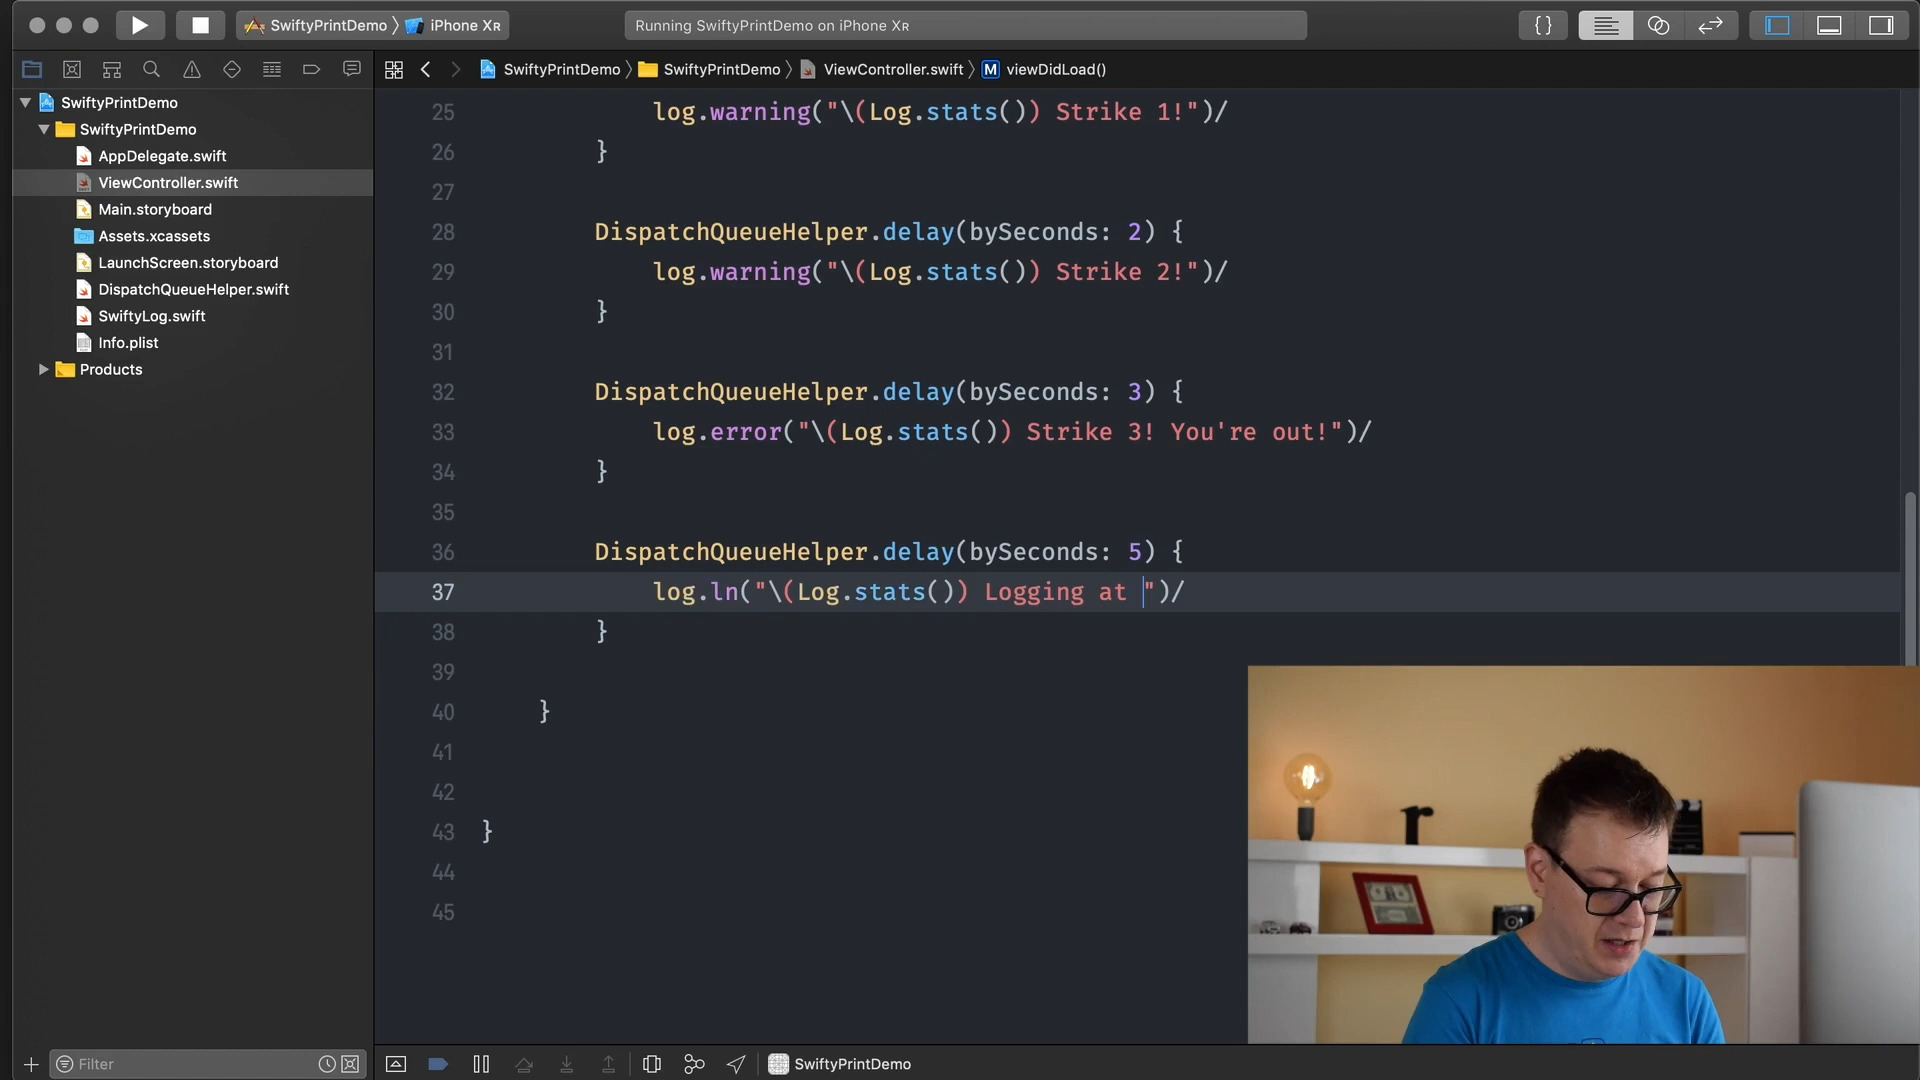 SwiftyPrintDemo 〉 iPhone XR
Running SwiftyPrintDemo on iPhone XR
{}
SwiftyPrintDemo 〉 SwiftyPrintDemo 〉 ViewController.swift 〉 M viewDidLoad()
SwiftyPrintDemo
SwiftyPrintDemo
AppDelegate.swift
ViewController.swift
Main.storyboard
Assets.xcassets
LaunchScreen.storyboard
DispatchQueueHelper.swift
SwiftyLog.swift
Info.plist
Products
25 log.warning("\(Log.stats()) Strike 1!")/
26 }
27
28 DispatchQueueHelper.delay(bySeconds: 2) {
29 log.warning("\(Log.stats()) Strike 2!")/
30 }
31
32 DispatchQueueHelper.delay(bySeconds: 3) {
33 log.error("\(Log.stats()) Strike 3! You're out!")/
34 }
35
36 DispatchQueueHelper.delay(bySeconds: 5) {
37 log.ln("\(Log.stats()) Logging at ")/
38 }
39
40 }
41
42
43 }
44
45
Filter
SwiftyPrintDemo